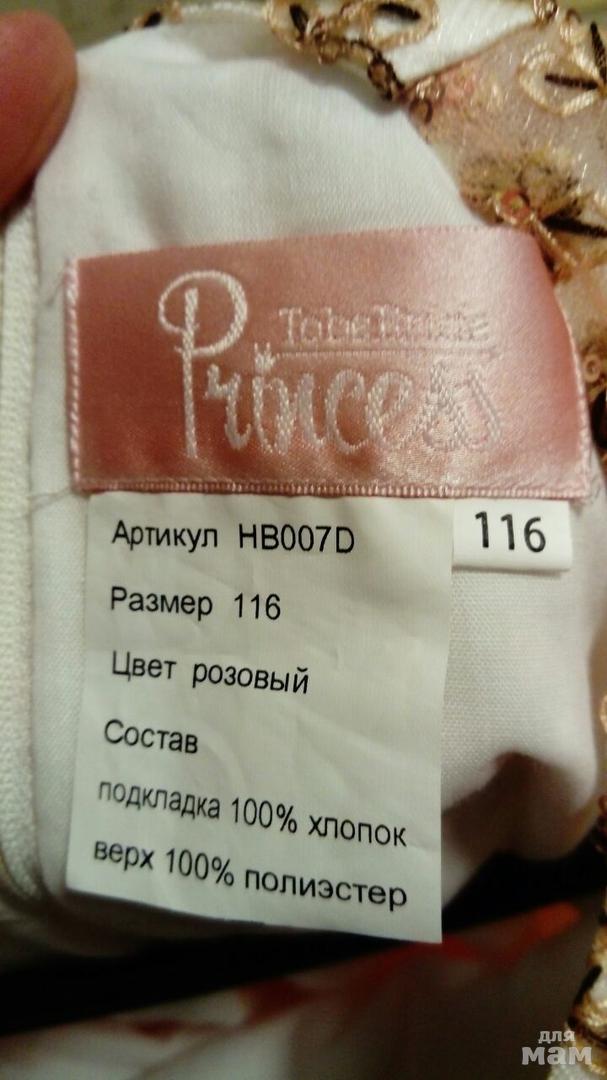 Princess
Артикул HB007D
116
Размер 116
Цвет розовый
Состав
подкладка 100% хлопок
верх 100% полиэстер
для
мам